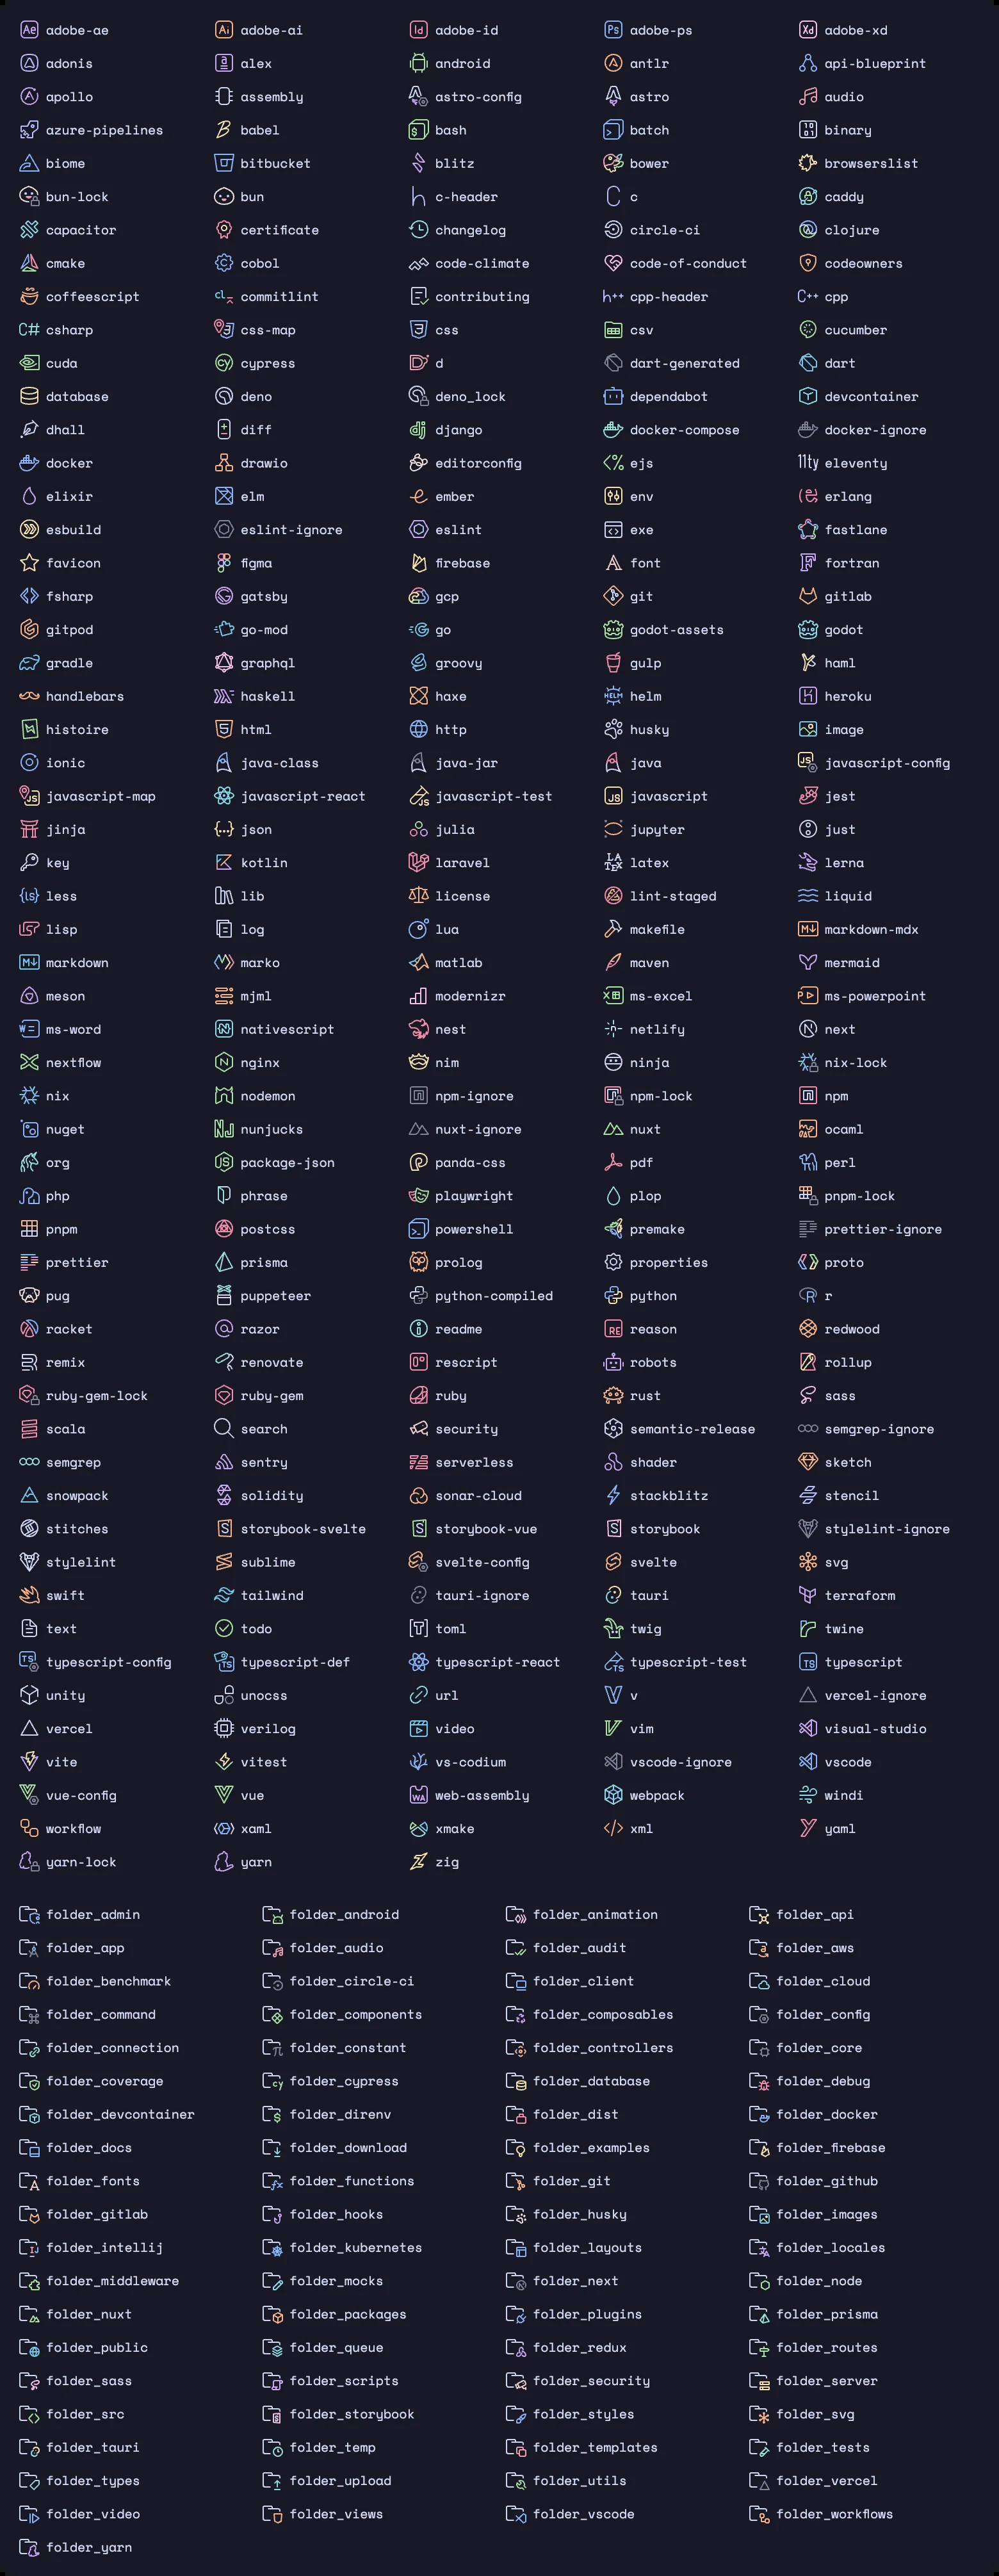 adobe-ae adobe-ai adobe-id adobe-ps adobe-xd
adonis alex android antlr api-blueprint
apollo assembly astro-config astro audio
azure-pipelines babel bash batch binary
biome bitbucket blitz bower browserslist
bun-lock bun c-header c caddy
capacitor certificate changelog circle-ci clojure
cmake cobol code-climate code-of-conduct codeowners
coffeescript commitlint contributing cpp-header cpp
csharp css-map css csv cucumber
cuda cypress d dart-generated dart
database deno deno_lock dependabot devcontainer
dhall diff django docker-compose docker-ignore
docker drawio editorconfig ejs eleventy
elixir elm ember env erlang
esbuild eslint-ignore eslint exe fastlane
favicon figma firebase font fortran
fsharp gatsby gcp git gitlab
gitpod go-mod go godot-assets godot
gradle graphql groovy gulp haml
handlebars haskell haxe helm heroku
histoire html http husky image
ionic java-class java-jar java javascript-config
javascript-map javascript-react javascript-test javascript jest
jinja json julia jupyter just
key kotlin laravel latex lerna
less lib license lint-staged liquid
lisp log lua makefile markdown-mdx
markdown marko matlab maven mermaid
meson mjml modernizr ms-excel ms-powerpoint
ms-word nativescript nest netlify next
nextflow nginx nim ninja nix-lock
nix nodemon npm-ignore npm-lock npm
nuget nunjucks nuxt-ignore nuxt ocaml
org package-json panda-css pdf perl
php phrase playwright plop pnpm-lock
pnpm postcss powershell premake prettier-ignore
prettier prisma prolog properties proto
pug puppeteer python-compiled python r
racket razor readme reason redwood
remix renovate rescript robots rollup
ruby-gem-lock ruby-gem ruby rust sass
scala search security semantic-release semgrep-ignore
semgrep sentry serverless shader sketch
snowpack solidity sonar-cloud stackblitz stencil
stitches storybook-svelte storybook-vue storybook stylelint-ignore
stylelint sublime svelte-config svelte svg
swift tailwind tauri-ignore tauri terraform
text todo toml twig twine
typescript-config typescript-def typescript-react typescript-test typescript
unity unocss url v vercel-ignore
vercel verilog video vim visual-studio
vite vitest vs-codium vscode-ignore vscode
vue-config vue web-assembly webpack windi
workflow xaml xmake xml yaml
yarn-lock yarn zig
folder_admin folder_android folder_animation folder_api
folder_app folder_audio folder_audit folder_aws
folder_benchmark folder_circle-ci folder_client folder_cloud
folder_command folder_components folder_composables folder_config
folder_connection folder_constant folder_controllers folder_core
folder_coverage folder_cypress folder_database folder_debug
folder_devcontainer folder_direnv folder_dist folder_docker
folder_docs folder_download folder_examples folder_firebase
folder_fonts folder_functions folder_git folder_github
folder_gitlab folder_hooks folder_husky folder_images
folder_intellij folder_kubernetes folder_layouts folder_locales
folder_middleware folder_mocks folder_next folder_node
folder_nuxt folder_packages folder_plugins folder_prisma
folder_public folder_queue folder_redux folder_routes
folder_sass folder_scripts folder_security folder_server
folder_src folder_storybook folder_styles folder_svg
folder_tauri folder_temp folder_templates folder_tests
folder_types folder_upload folder_utils folder_vercel
folder_video folder_views folder_vscode folder_workflows
folder_yarn